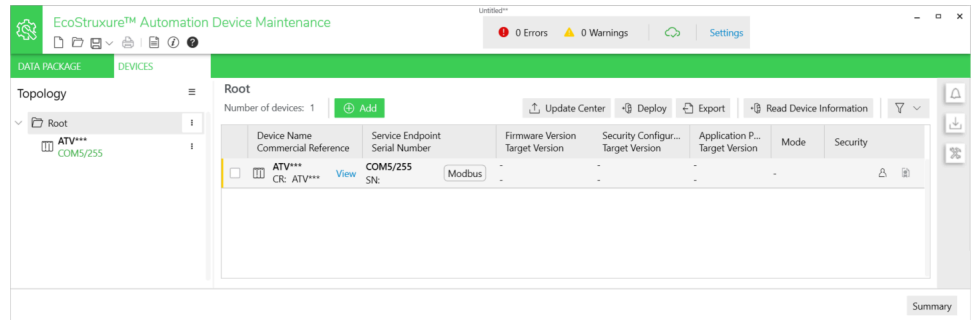 Untitled**
EcoStruxure™ Automation Device Maintenance
0 Errors 0 Warnings Settings
DATA PACKAGE DEVICES
Topology
Root
ATV***
COM5/255
Root
Number of devices: 1 Add Update Center Deploy Export Read Device Information
Device Name Service Endpoint Firmware Version Security Configur... Application P... Mode Security
Commercial Reference Serial Number Target Version Target Version Target Version
ATV*** View COM5/255 Modbus - - - -
CR: ATV*** SN: - - -
Summary